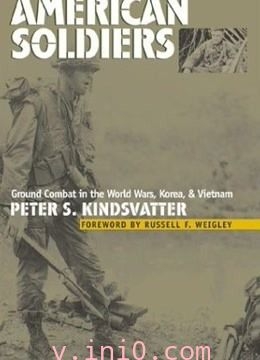 AMERICAN
SOLDIERS
Ground Combat in the World Wars, Korea, & Vietnam
PETER S. KINDSVATTER
FOREWORD BY RUSSELL F. WEIGLEY
v.ini0.com